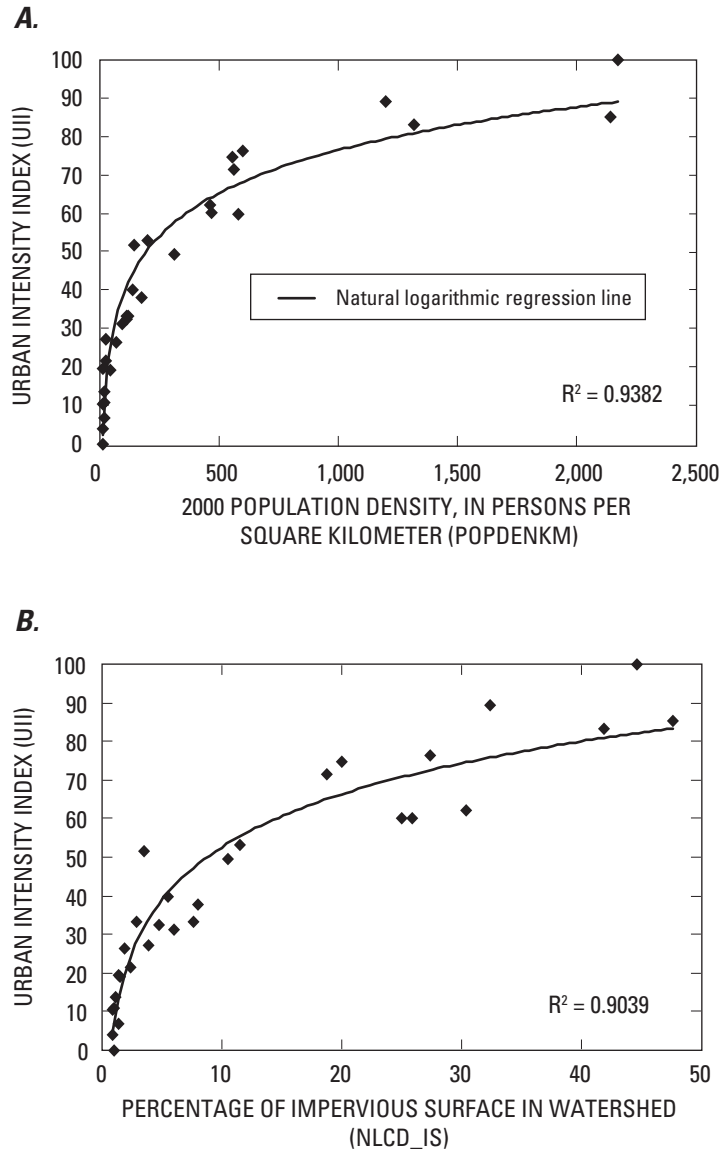 A.
100
90
80
70
60
50
40
30
20
10
0
URBAN INTENSITY INDEX (UII)
Natural logarithmic regression line
R² = 0.9382
0 500 1,000 1,500 2,000 2,500
2000 POPULATION DENSITY, IN PERSONS PER
SQUARE KILOMETER (POPDENKM)
B.
100
90
80
70
60
50
40
30
20
10
0
URBAN INTENSITY INDEX (UII)
R² = 0.9039
0 10 20 30 40 50
PERCENTAGE OF IMPERVIOUS SURFACE IN WATERSHED
(NLCD_IS)